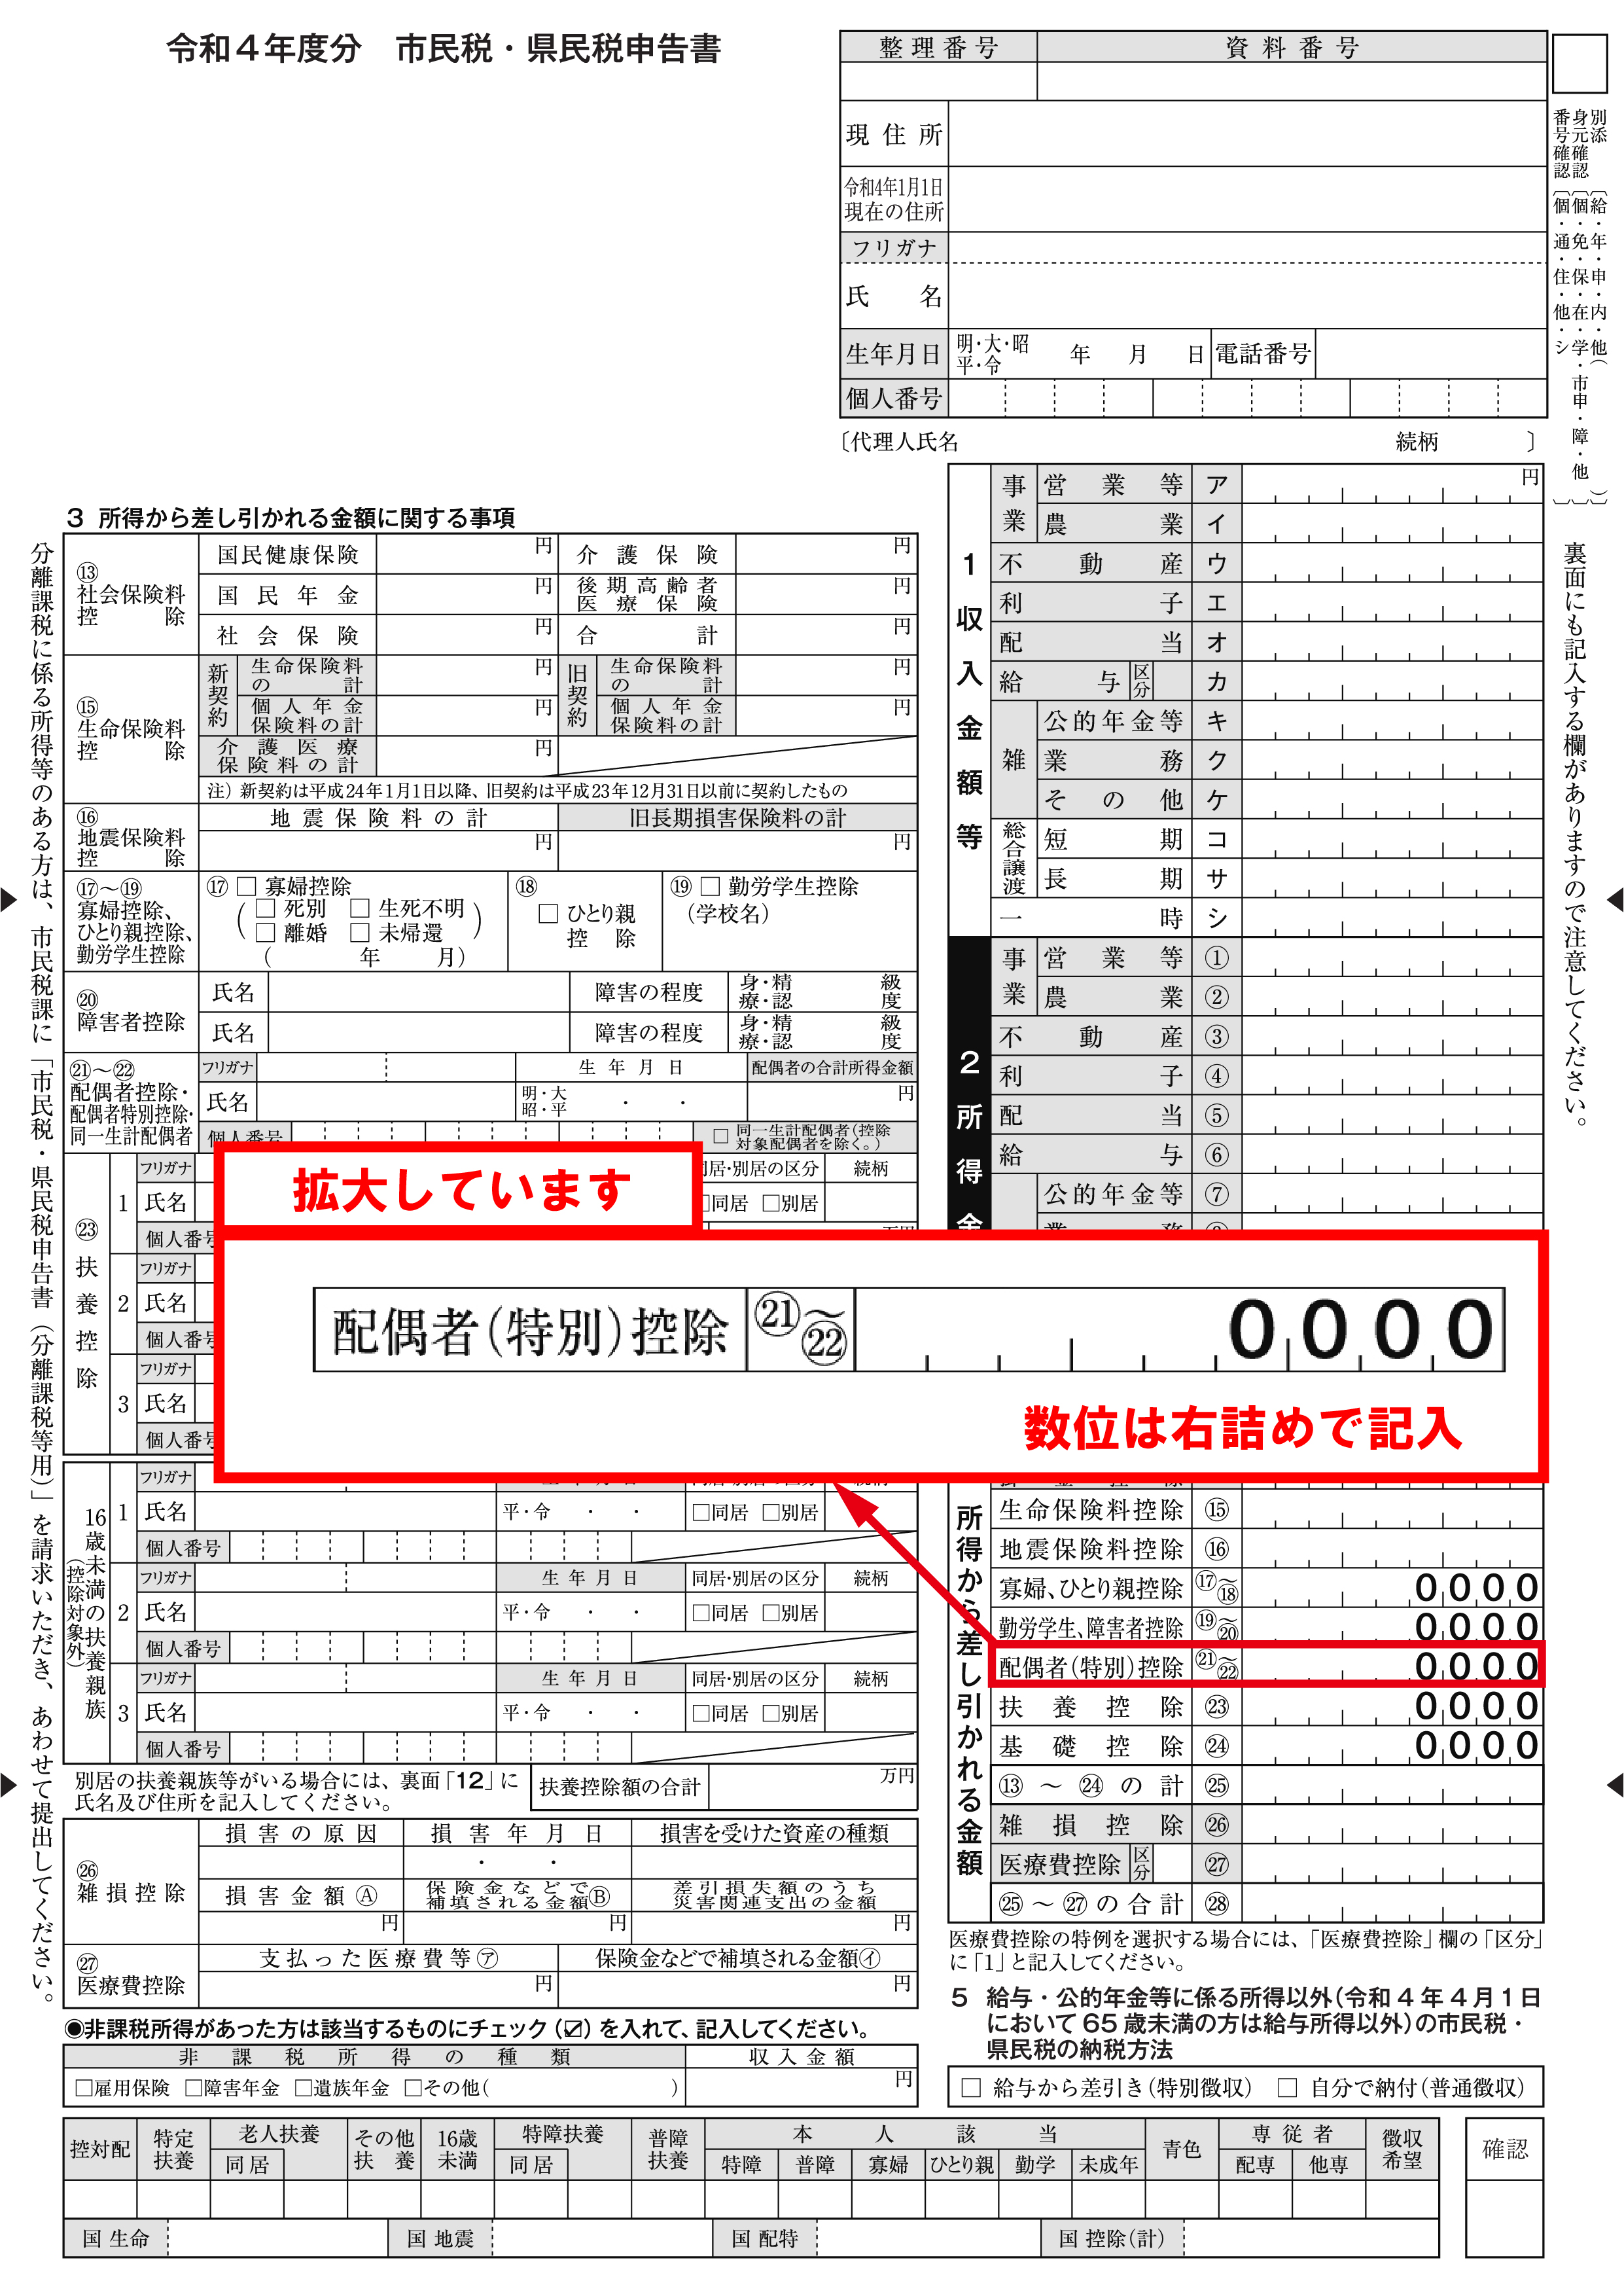 令和４年度分　市民税・県民税申告書
整理番号　資料番号
現住所
令和4年1月1日
現在の住所
フリガナ
氏　名
生年月日　明・大・昭
平・令　年　月　日　電話番号
個人番号
〔代理人氏名　続柄　〕
別添〔給・年・申・内・他（　）〕
身元確認〔個・免・保・在・学・市申・障・他〕
番号確認〔個・通・住・他・シ〕
分離課税に係る所得等のある方は、市民税課に「市民税・県民税申告書（分離課税等用）」を請求いただき、あわせて提出してください。
裏面にも記入する欄がありますので注意してください。
3 所得から差し引かれる金額に関する事項
⑬
社会保険料
控　除
国民健康保険　円　介護保険　円
国民年金　円　後期高齢者
医療保険　円
社会保険　円　合計　円
⑮
生命保険料
控　除
新契約　生命保険料
の計　円　旧契約　生命保険料
の計　円
個人年金
保険料の計　円　個人年金
保険料の計　円
介護医療
保険料の計　円
注）新契約は平成24年1月1日以降、旧契約は平成23年12月31日以前に契約したもの
⑯
地震保険料
控　除
地震保険料の計　旧長期損害保険料の計
円　円
⑰〜⑲
寡婦控除、
ひとり親控除、
勤労学生控除
⑰ □ 寡婦控除
（□ 死別 □ 生死不明
□ 離婚 □ 未帰還）
（　年　月）
⑱
□ ひとり親
控　除
⑲ □ 勤労学生控除
（学校名）
⑳
障害者控除
氏名　障害の程度　身・精
療・認　級
度
氏名　障害の程度　身・精
療・認　級
度
㉑〜㉒
配偶者控除・
配偶者特別控除・
同一生計配偶者
フリガナ　生年月日　配偶者の合計所得金額
氏名　明・大
昭・平　・　・　円
個人番号　□ 同一生計配偶者（控除
対象配偶者を除く。）
㉓
扶養控除
1　フリガナ　同居・別居の区分　続柄
氏名　□同居 □別居
個人番号
2　フリガナ
氏名
個人番号
3　フリガナ
氏名
個人番号
拡大しています
配偶者（特別）控除　㉑〜㉒　0 0 0 0
数位は右詰めで記入
16歳未満の扶養親族
（控除対象外）
1　フリガナ
氏名　平・令　・　・　□同居 □別居
個人番号
2　フリガナ　生年月日　同居・別居の区分　続柄
氏名　平・令　・　・　□同居 □別居
個人番号
3　フリガナ　生年月日　同居・別居の区分　続柄
氏名　平・令　・　・　□同居 □別居
個人番号
別居の扶養親族等がいる場合には、裏面「12」に
氏名及び住所を記入してください。
扶養控除額の合計　万円
㉖
雑損控除
損害の原因　損害年月日　損害を受けた資産の種類
・　・
損害金額Ⓐ　保険金などで
補填される金額Ⓑ　差引損失額のうち
災害関連支出の金額
円　円　円
㉗
医療費控除
支払った医療費等㋐　保険金などで補填される金額㋑
円　円
◉非課税所得があった方は該当するものにチェック（☑）を入れて、記入してください。
非課税所得の種類　収入金額
□雇用保険 □障害年金 □遺族年金 □その他（　）　円
1 収入金額等
事業　営業等　ア　円
農業　イ
不動産　ウ
利子　エ
配当　オ
給与　区分　カ
雑　公的年金等　キ
業務　ク
その他　ケ
総合譲渡　短期　コ
長期　サ
一時　シ
2 所得金
事業　営業等　①
農業　②
不動産　③
利子　④
配当　⑤
給与　⑥
公的年金等　⑦
所得から差し引かれる金額
生命保険料控除　⑮
地震保険料控除　⑯
寡婦、ひとり親控除　⑰〜⑱　0 0 0 0
勤労学生、障害者控除　⑲〜⑳　0 0 0 0
配偶者（特別）控除　㉑〜㉒　0 0 0 0
扶養控除　㉓　0 0 0 0
基礎控除　㉔　0 0 0 0
⑬〜㉔の計　㉕
雑損控除　㉖
医療費控除　区分　㉗
㉕〜㉗の合計　㉘
医療費控除の特例を選択する場合には、「医療費控除」欄の「区分」
に「1」と記入してください。
5 給与・公的年金等に係る所得以外（令和４年４月１日
において65歳未満の方は給与所得以外）の市民税・
県民税の納税方法
□ 給与から差引き（特別徴収） □ 自分で納付（普通徴収）
控対配　特定
扶養　老人扶養　同居　その他
扶養　16歳
未満　特障扶養　同居　普障
扶養　本人該当　特障　普障　寡婦　ひとり親　勤学　未成年　青色　専従者　配専　他専　徴収
希望　確認
国 生命　国 地震　国 配特　国 控除（計）